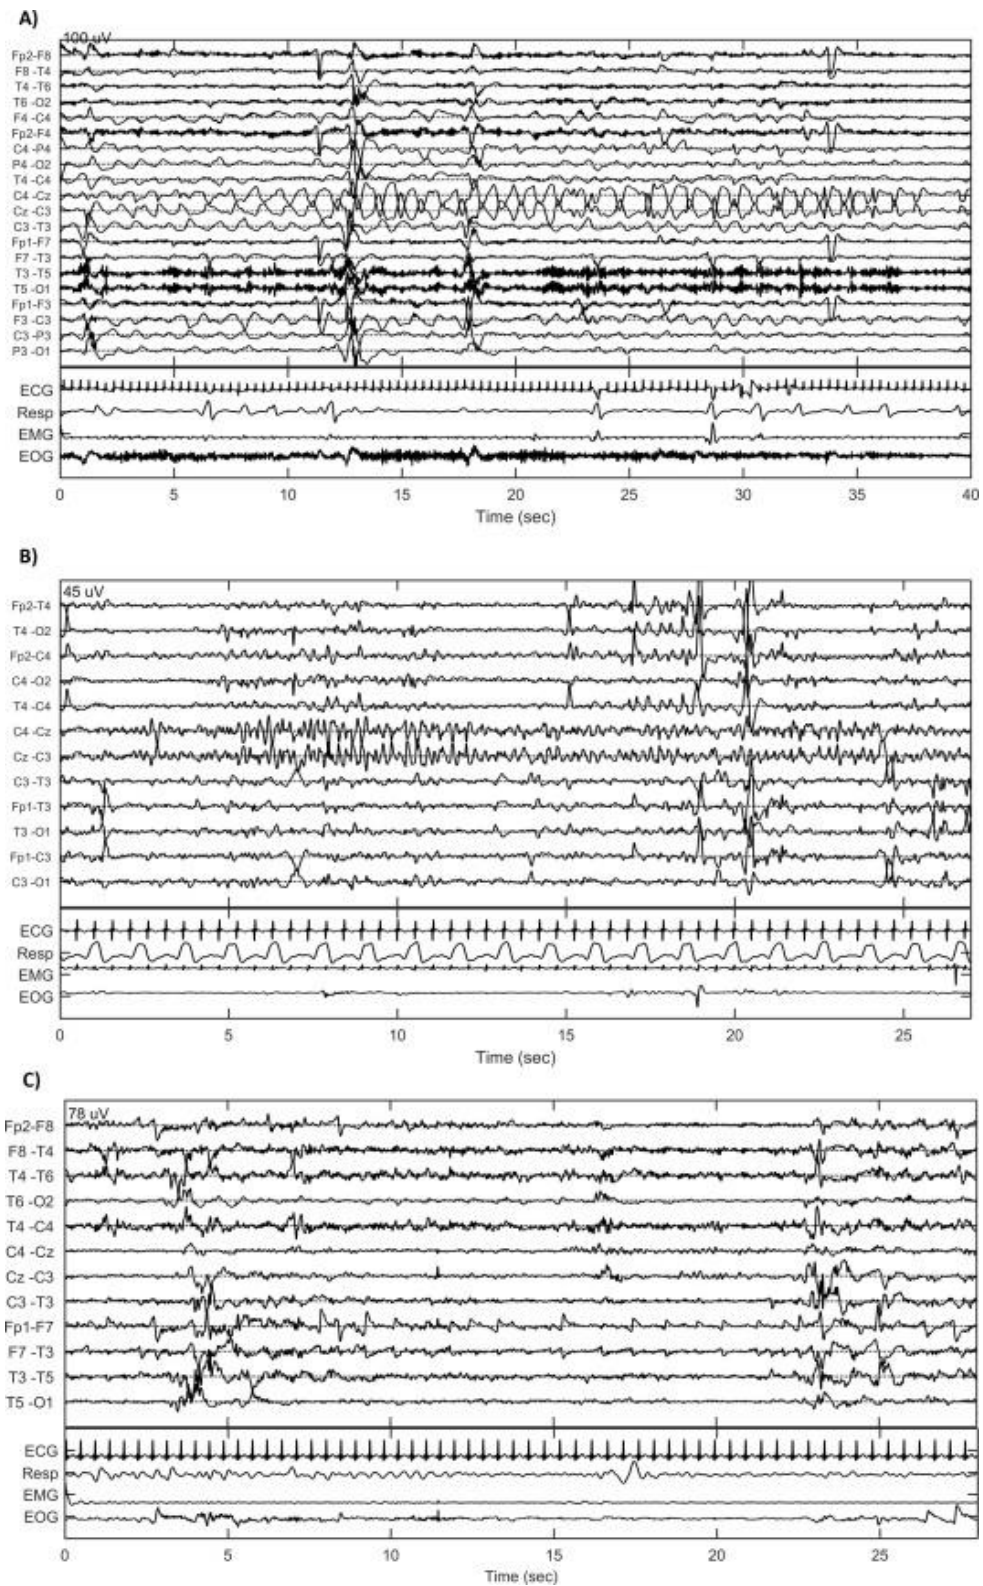 A)
100 uV
Fp2-F8
F8 -T4
T4 -T6
T6 -O2
F4 -C4
Fp2-F4
C4 -P4
P4 -O2
T4 -C4
C4 -Cz
Cz -C3
C3 -T3
Fp1-F7
F7 -T3
T3 -T5
T5 -O1
Fp1-F3
F3 -C3
C3 -P3
P3 -O1
ECG
Resp
EMG
EOG
0 5 10 15 20 25 30 35 40
Time (sec)
B)
45 uV
Fp2-T4
T4 -O2
Fp2-C4
C4 -O2
T4 -C4
C4 -Cz
Cz -C3
C3 -T3
Fp1-T3
T3 -O1
Fp1-C3
C3 -O1
ECG
Resp
EMG
EOG
0 5 10 15 20 25
Time (sec)
C)
78 uV
Fp2-F8
F8 -T4
T4 -T6
T6 -O2
T4 -C4
C4 -Cz
Cz -C3
C3 -T3
Fp1-F7
F7 -T3
T3 -T5
T5 -O1
ECG
Resp
EMG
EOG
0 5 10 15 20 25
Time (sec)